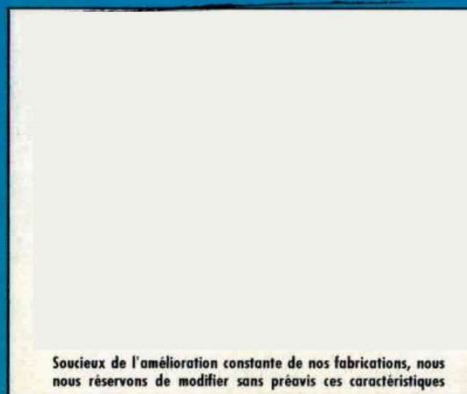 Soucieux de l'amélioration constante de nos fabrications, nous
nous réservons de modifier sans préavis ces caractéristiques